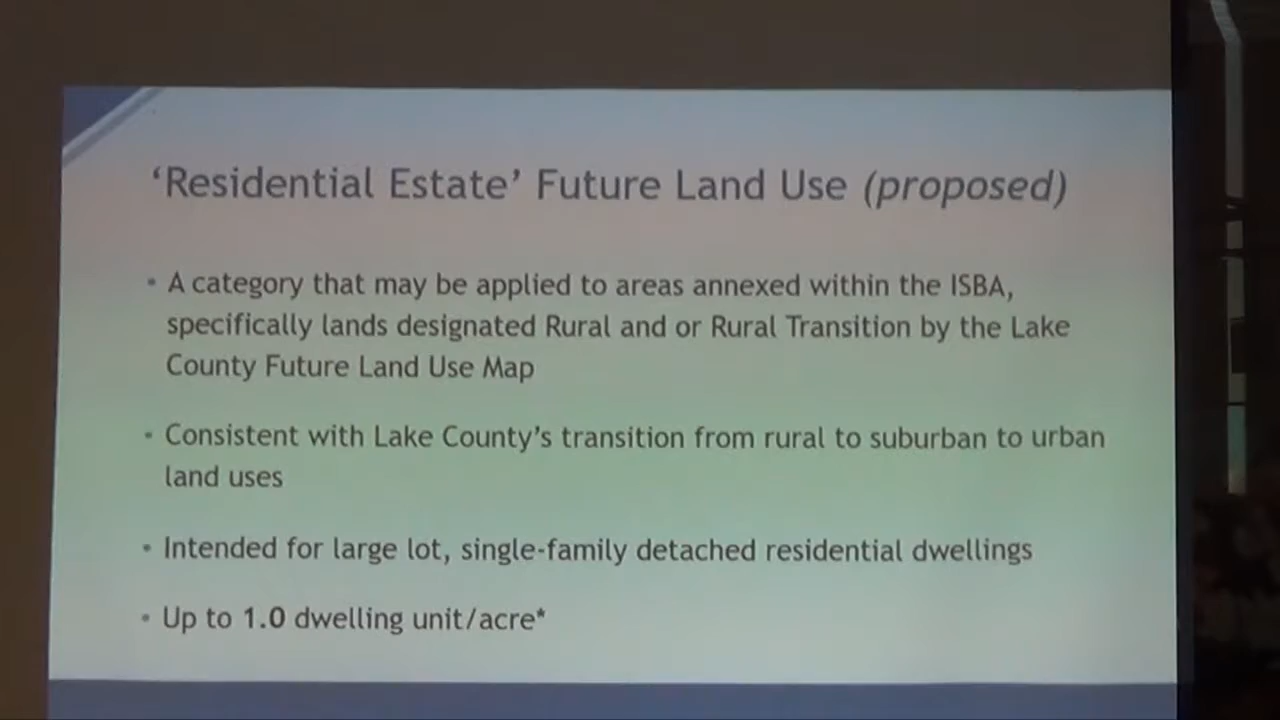 ‘Residential Estate’ Future Land Use (proposed)
• A category that may be applied to areas annexed within the ISBA,
specifically lands designated Rural and or Rural Transition by the Lake
County Future Land Use Map
• Consistent with Lake County’s transition from rural to suburban to urban
land uses
• Intended for large lot, single-family detached residential dwellings
• Up to 1.0 dwelling unit/acre*